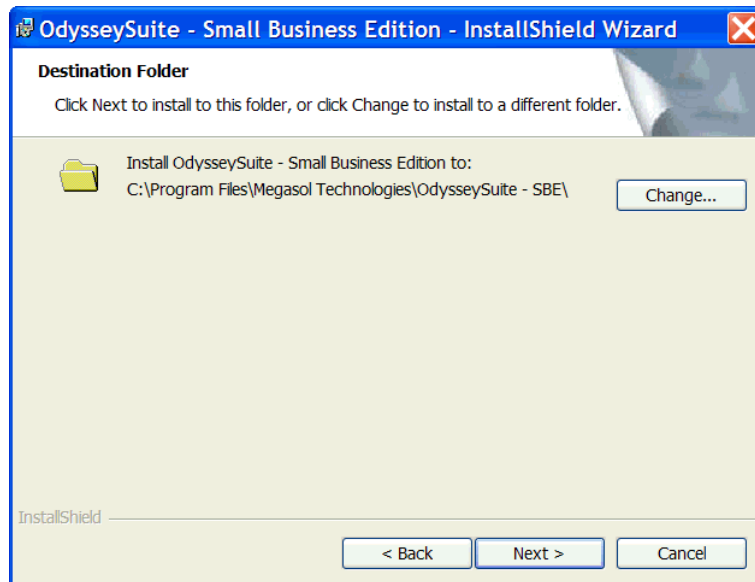 OdysseySuite - Small Business Edition - InstallShield Wizard
Destination Folder
Click Next to install to this folder, or click Change to install to a different folder.
Install OdysseySuite - Small Business Edition to:
C:\Program Files\Megasol Technologies\OdysseySuite - SBE\
Change...
InstallShield
< Back
Next >
Cancel